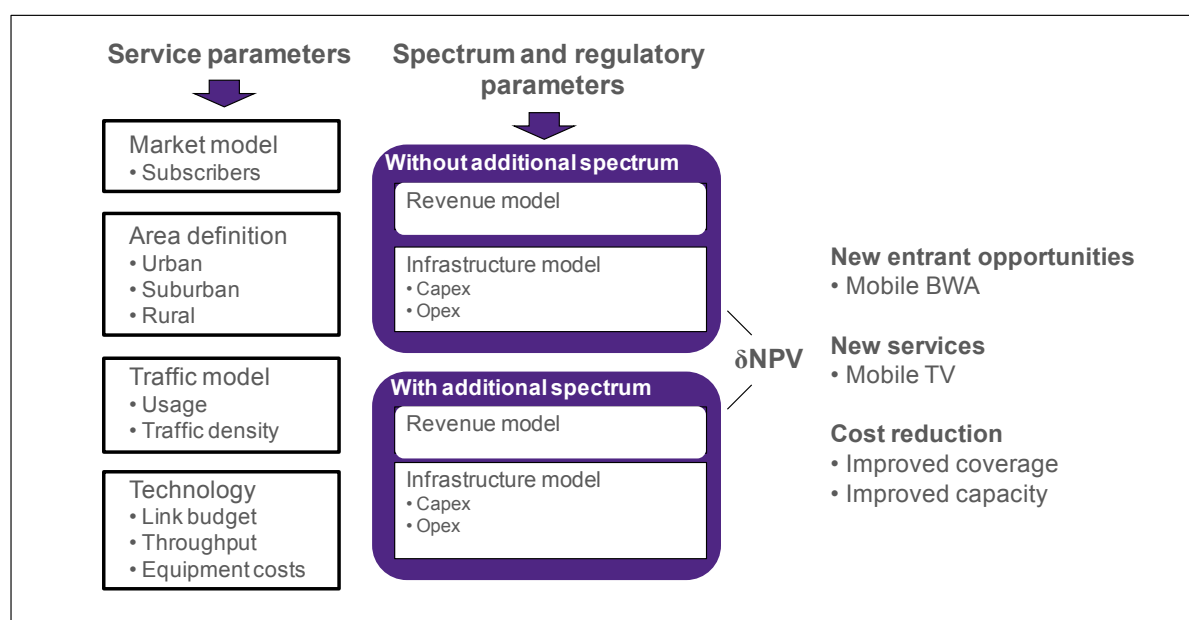 Service parameters
Market model
• Subscribers
Area definition
• Urban
• Suburban
• Rural
Traffic model
• Usage
• Traffic density
Technology
• Link budget
• Throughput
• Equipment costs
Spectrum and regulatory
parameters
Without additional spectrum
Revenue model
Infrastructure model
• Capex
• Opex
With additional spectrum
Revenue model
Infrastructure model
• Capex
• Opex
δNPV
New entrant opportunities
• Mobile BWA
New services
• Mobile TV
Cost reduction
• Improved coverage
• Improved capacity